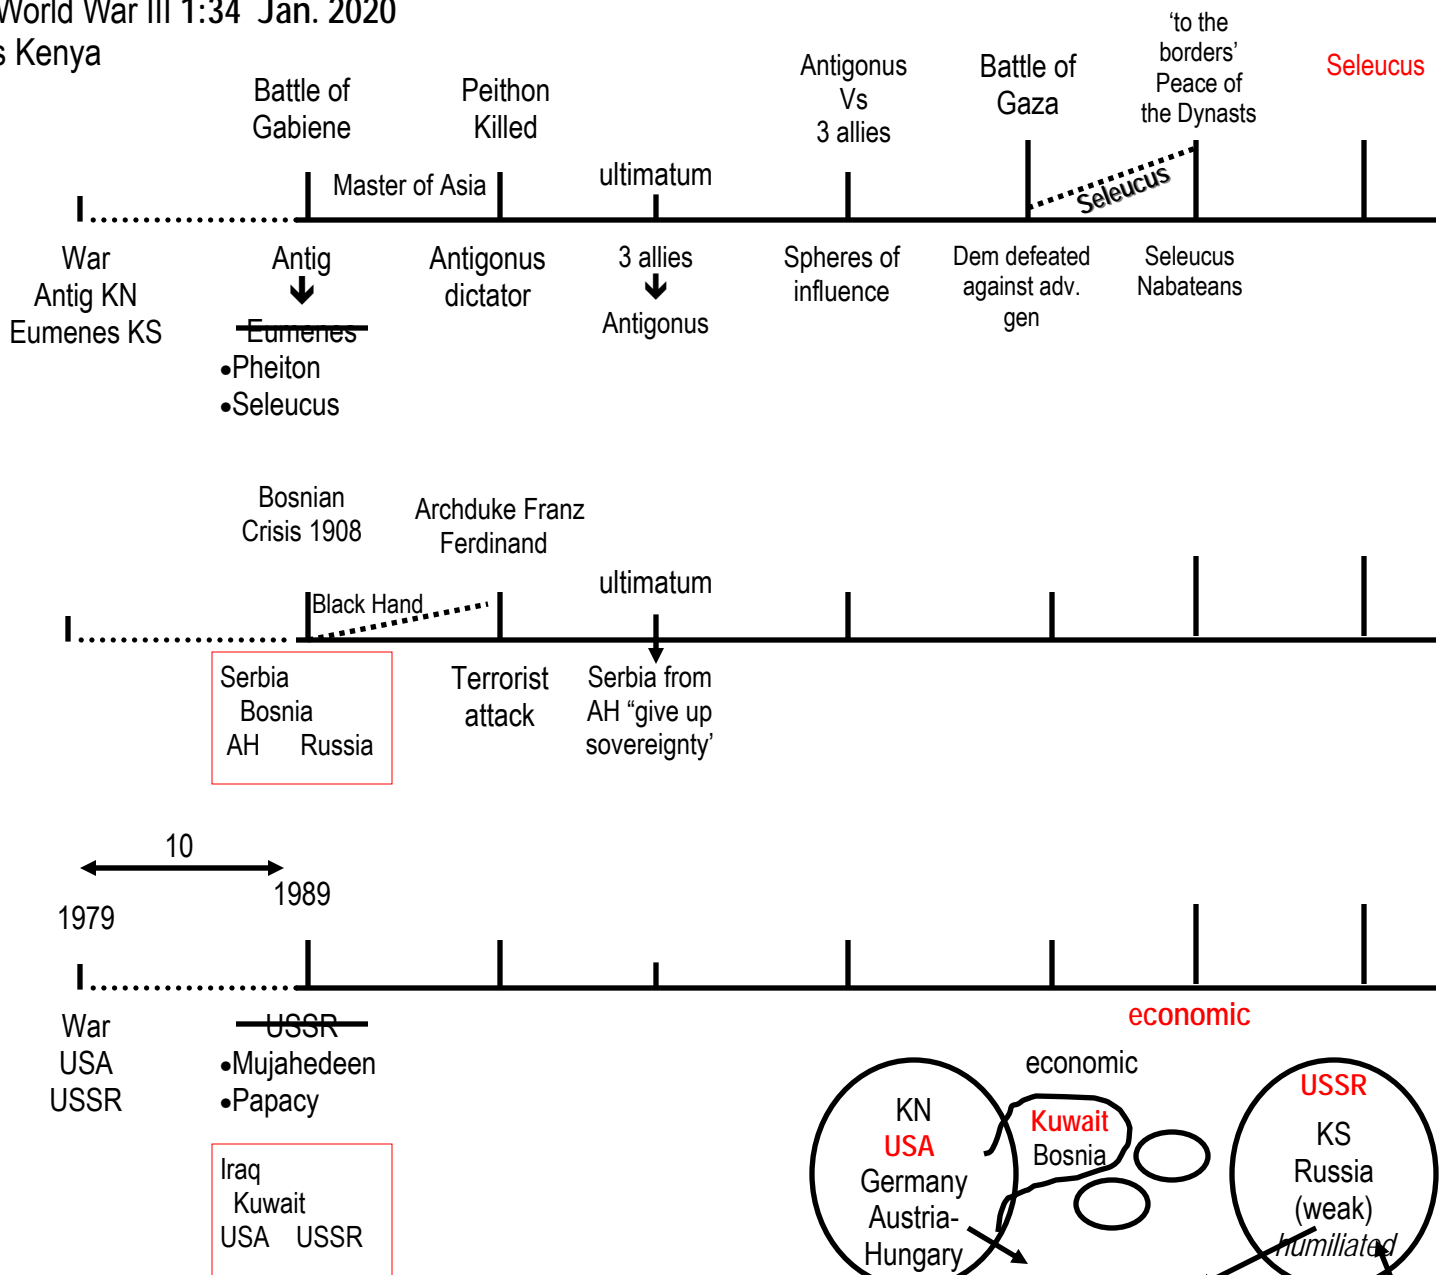 World War III 1:34 Jan. 2020
s Kenya
Battle of
Gabiene
Peithon
Killed
Antigonus
Vs
3 allies
Battle of
Gaza
‘to the
borders’
Peace of
the Dynasts
Seleucus
Master of Asia
ultimatum
Seleucus
War
Antig KN
Eumenes KS
Antig
Eumenes
•Pheiton
•Seleucus
Antigonus
dictator
3 allies
Antigonus
Spheres of
influence
Dem defeated
against adv.
gen
Seleucus
Nabateans
Bosnian
Crisis 1908
Archduke Franz
Ferdinand
ultimatum
Black Hand
Serbia
Bosnia
AH Russia
Terrorist
attack
Serbia from
AH “give up
sovereignty’
10
1979
1989
War
USA
USSR
USSR
•Mujahedeen
•Papacy
Iraq
Kuwait
USA USSR
economic
economic
KN
USA
Germany
Austria-
Hungary
Kuwait
Bosnia
USSR
KS
Russia
(weak)
humiliated